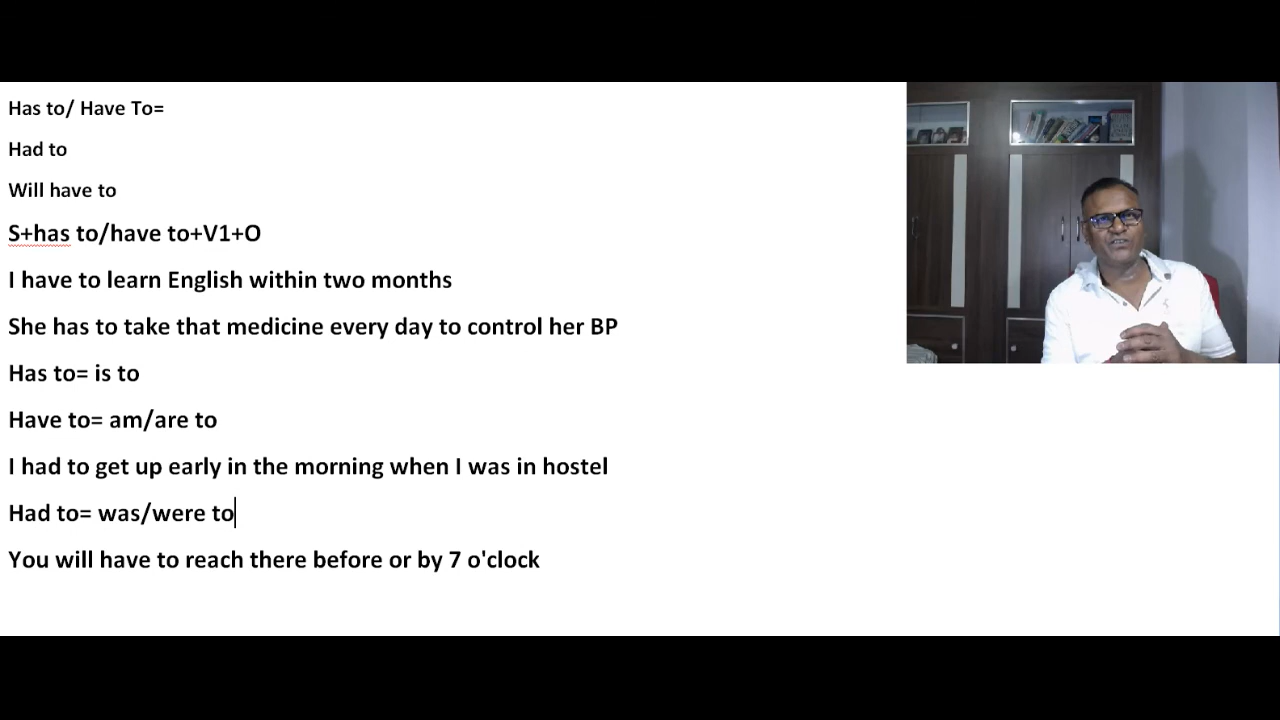 Has to/ Have To=
Had to
Will have to
S+has to/have to+V1+O
I have to learn English within two months
She has to take that medicine every day to control her BP
Has to= is to
Have to= am/are to
I had to get up early in the morning when I was in hostel
Had to= was/were to
You will have to reach there before or by 7 o'clock